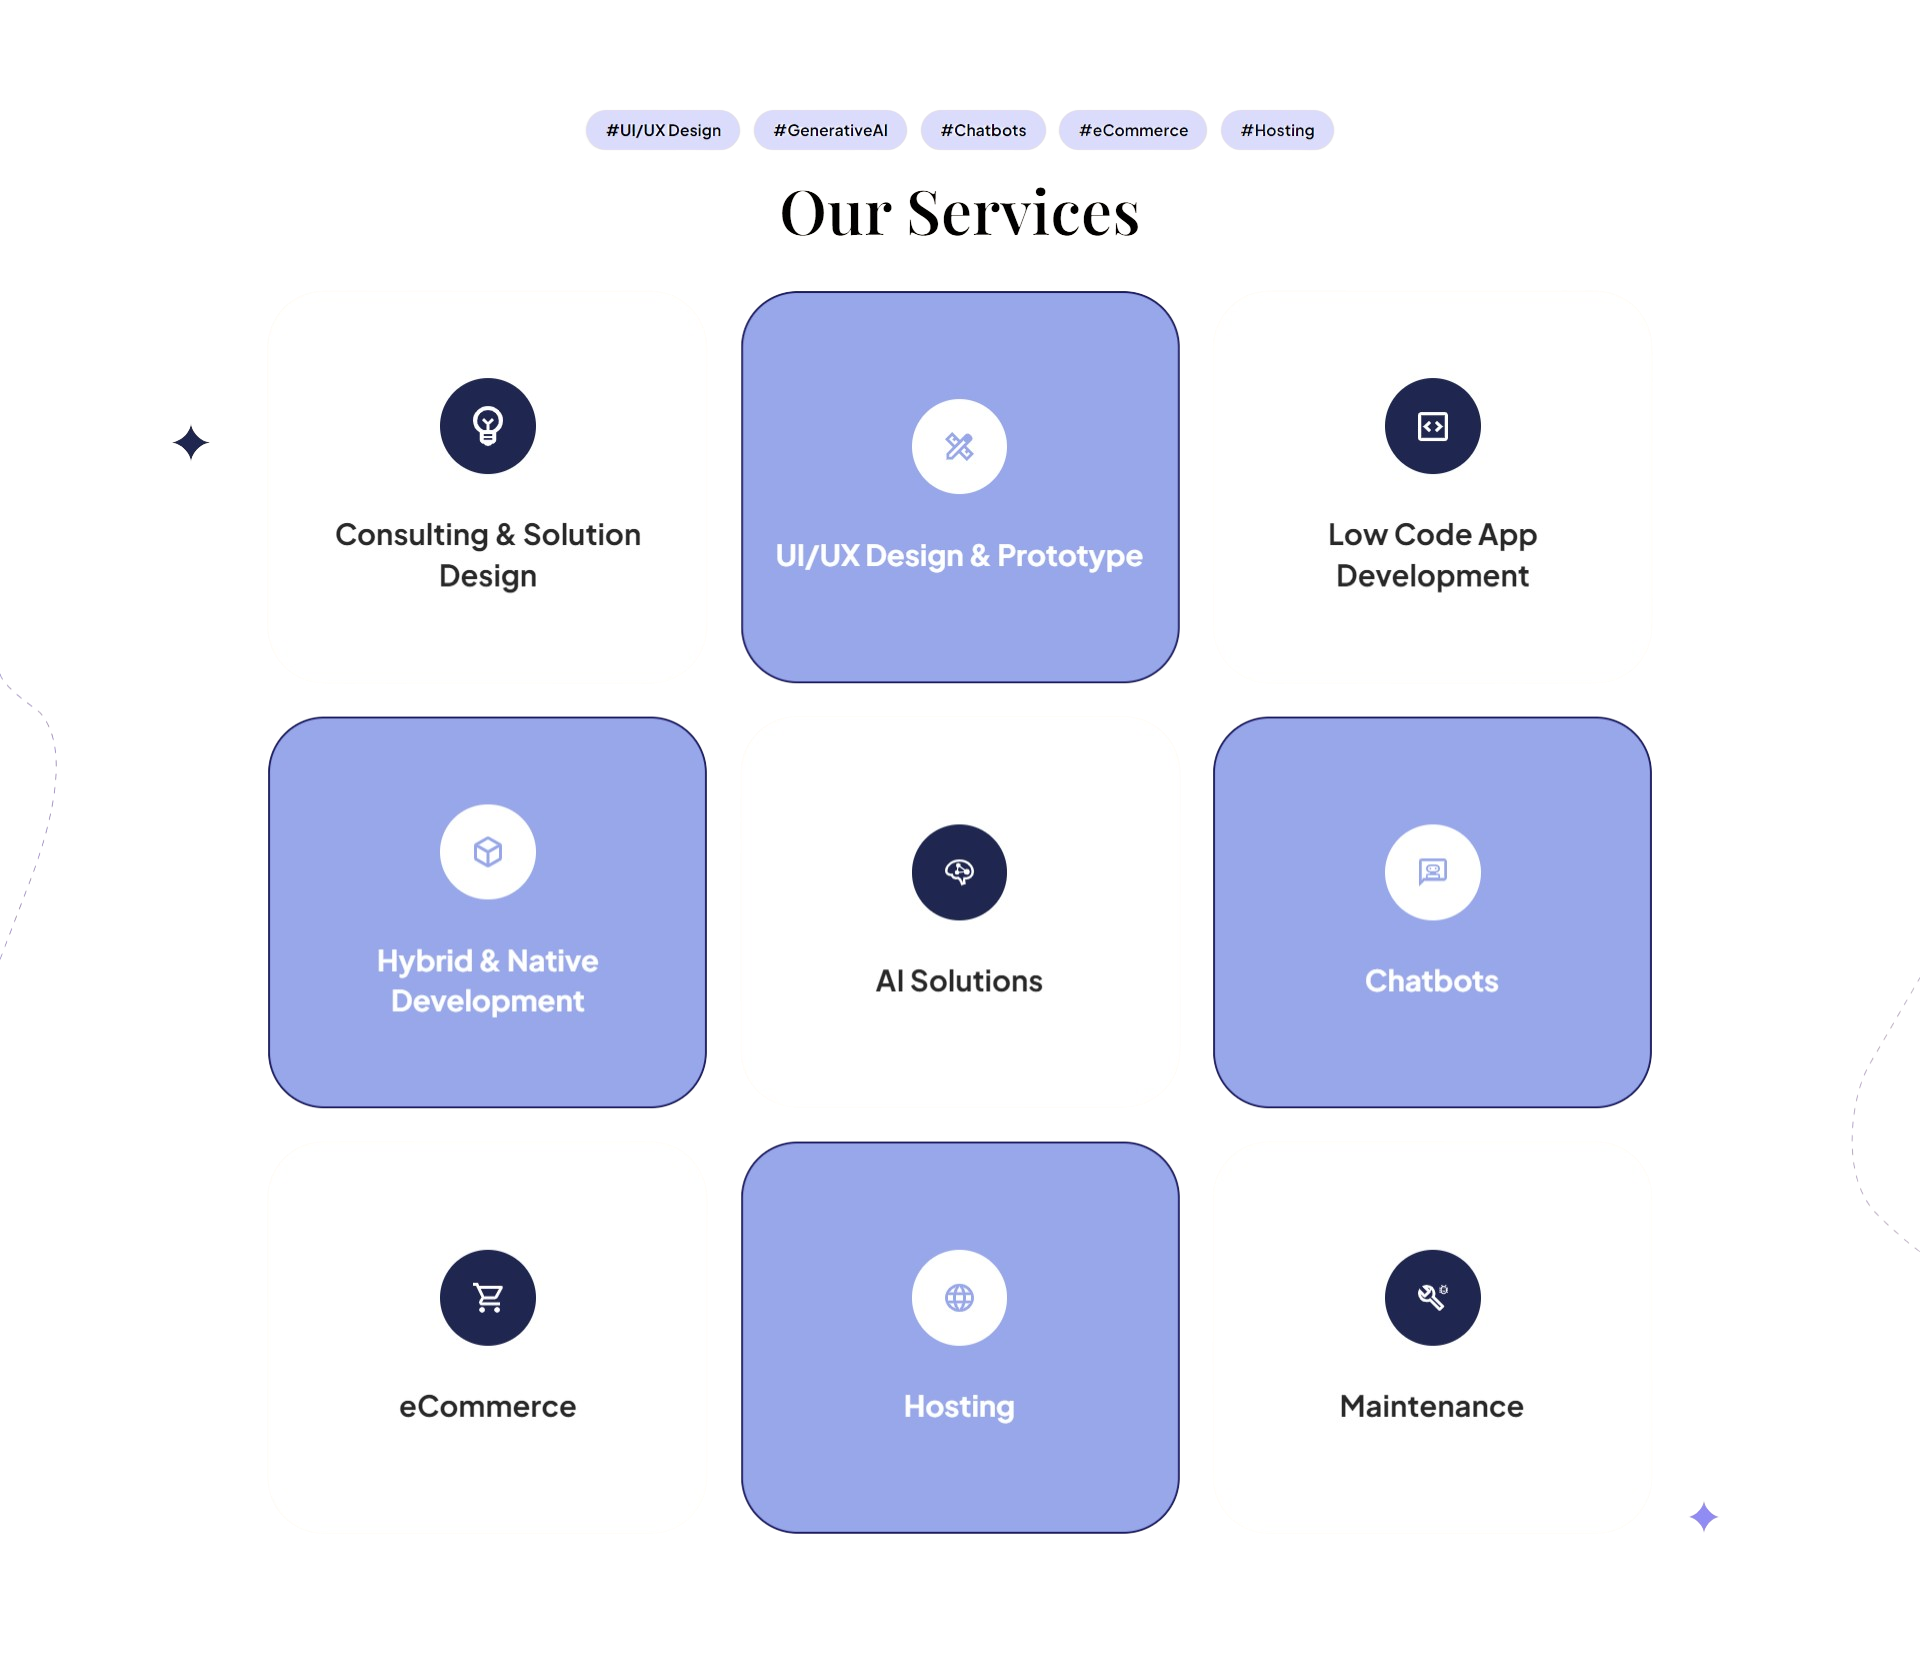 #UI/UX Design #GenerativeAI #Chatbots #eCommerce #Hosting
Our Services
Consulting & Solution
Design
UI/UX Design & Prototype
Low Code App
Development
Hybrid & Native
Development
AI Solutions
Chatbots
eCommerce
Hosting
Maintenance